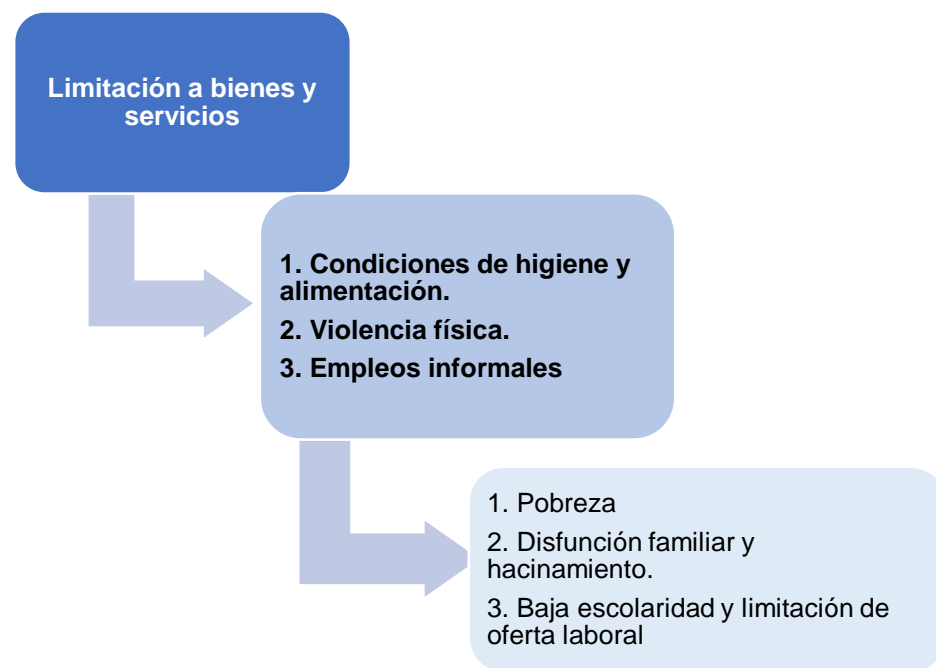 Limitación a bienes y
servicios
1. Condiciones de higiene y
alimentación.
2. Violencia física.
3. Empleos informales
1. Pobreza
2. Disfunción familiar y
hacinamiento.
3. Baja escolaridad y limitación de
oferta laboral